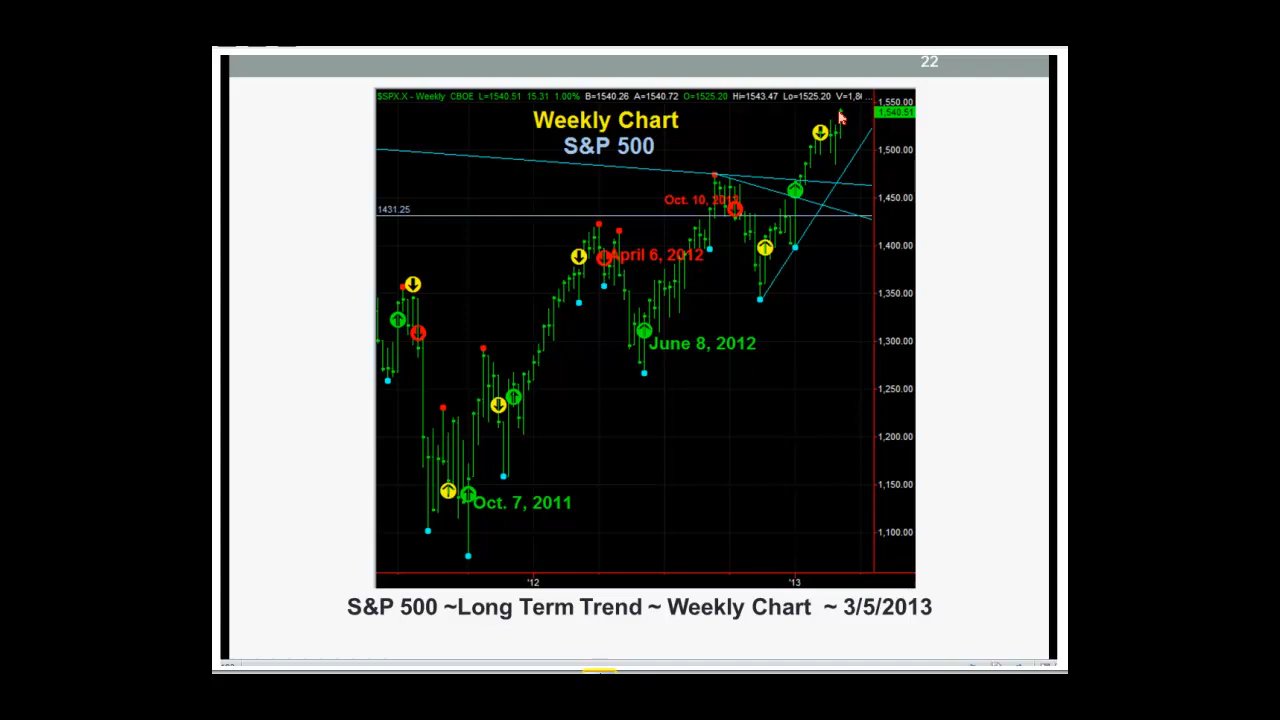 22
$SPX.X - Weekly CBOE L=1540.51 15.31 1.00% B=1540.26 A=1540.72 O=1525.20 Hi=1543.47 Lo=1525.20 V=1,8
1,550.00
1,540.51
Weekly Chart
S&P 500
1,500.00
1,450.00
Oct. 10, 201
1431.25
1,400.00
April 6, 2012
1,350.00
June 8, 2012
1,300.00
1,250.00
1,200.00
1,150.00
Oct. 7, 2011
1,100.00
'12 '13
S&P 500 ~Long Term Trend ~ Weekly Chart ~ 3/5/2013